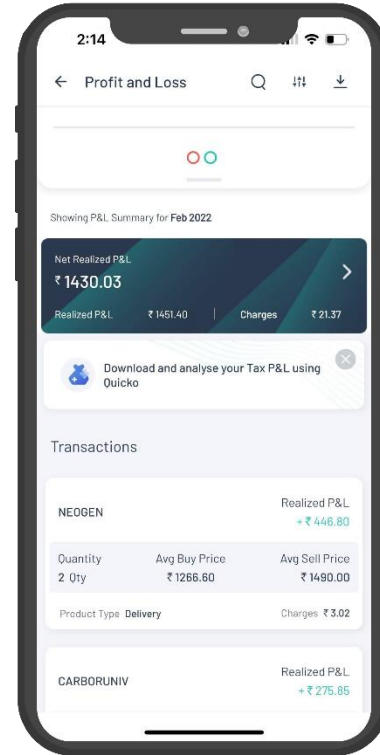 2:14
Profit and Loss
Showing P&L Summary for Feb 2022
Net Realized P&L
₹ 1430.03
Realized P&L ₹ 1451.40 Charges ₹ 21.37
Download and analyse your Tax P&L using
Quicko
Transactions
NEOGEN
Realized P&L
+ ₹ 446.80
Quantity Avg Buy Price Avg Sell Price
2 Qty ₹ 1266.60 ₹ 1490.00
Product Type Delivery Charges ₹ 3.02
CARBORUNIV
Realized P&L
+ ₹ 275.85